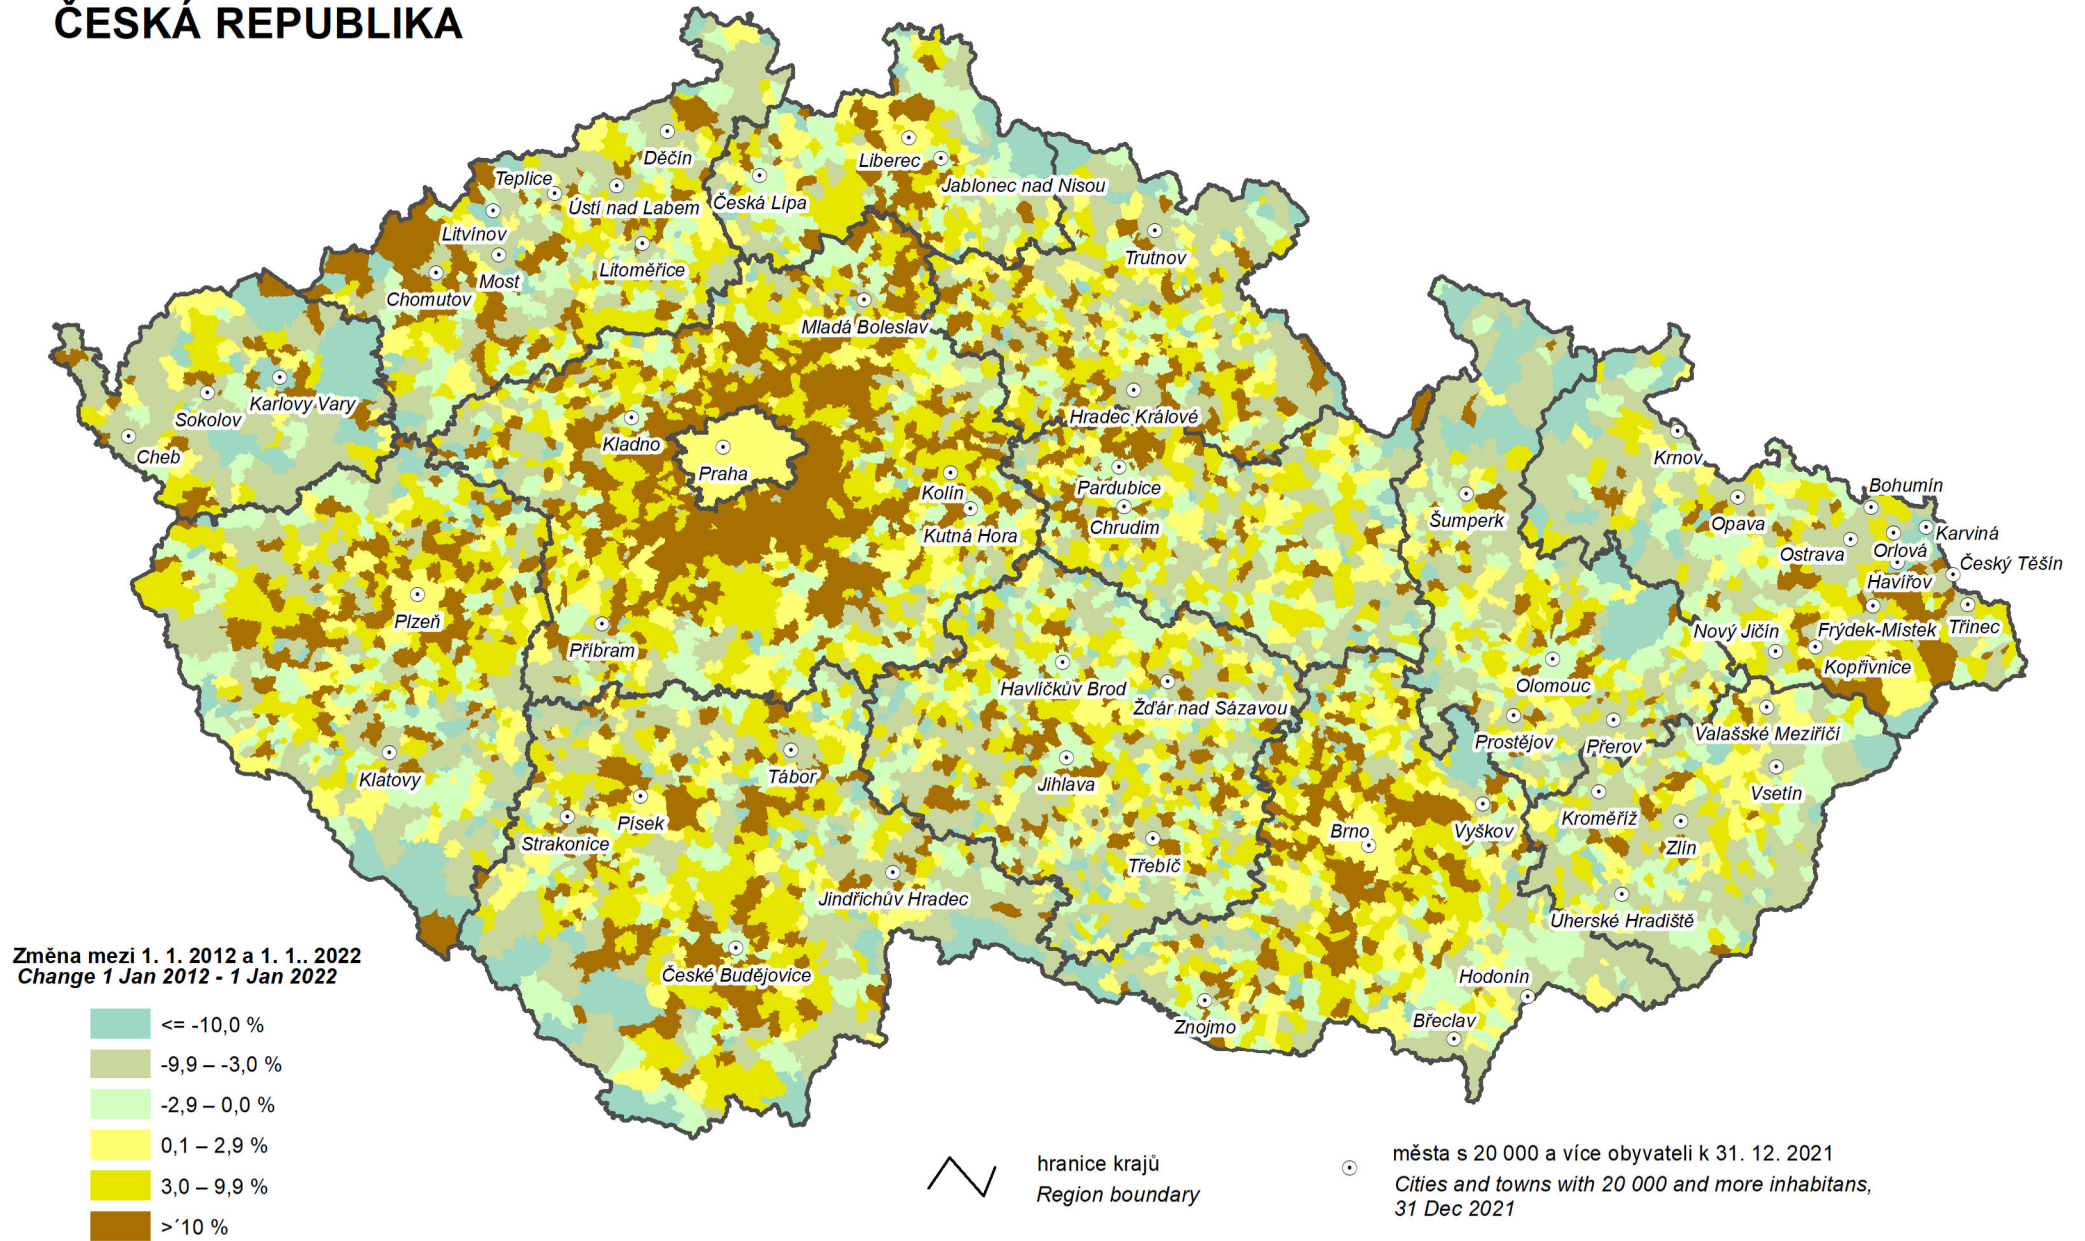 ČESKÁ REPUBLIKA
Děčín
Teplice
Ústí nad Labem
Česká Lípa
Liberec
Jablonec nad Nisou
Litvínov
Most
Litoměřice
Chomutov
Trutnov
Mladá Boleslav
Karlovy Vary
Sokolov
Cheb
Kladno
Praha
Hradec Králové
Kolín
Kutná Hora
Pardubice
Chrudim
Šumperk
Krnov
Opava
Bohumín
Karviná
Ostrava
Orlová
Havířov
Český Těšín
Plzeň
Příbram
Nový Jičín
Frýdek-Místek
Třinec
Kopřivnice
Havlíčkův Brod
Žďár nad Sázavou
Olomouc
Prostějov
Přerov
Valašské Meziříčí
Klatovy
Tábor
Jihlava
Vsetín
Písek
Strakonice
Brno
Vyškov
Kroměříž
Zlín
Třebíč
Jindřichův Hradec
Uherské Hradiště
České Budějovice
Hodonín
Znojmo
Břeclav
Změna mezi 1. 1. 2012 a 1. 1.. 2022
Change 1 Jan 2012 - 1 Jan 2022
<= -10,0 %
-9,9 – -3,0 %
-2,9 – 0,0 %
0,1 – 2,9 %
3,0 – 9,9 %
>´10 %
hranice krajů
Region boundary
města s 20 000 a více obyvateli k 31. 12. 2021
Cities and towns with 20 000 and more inhabitans,
31 Dec 2021